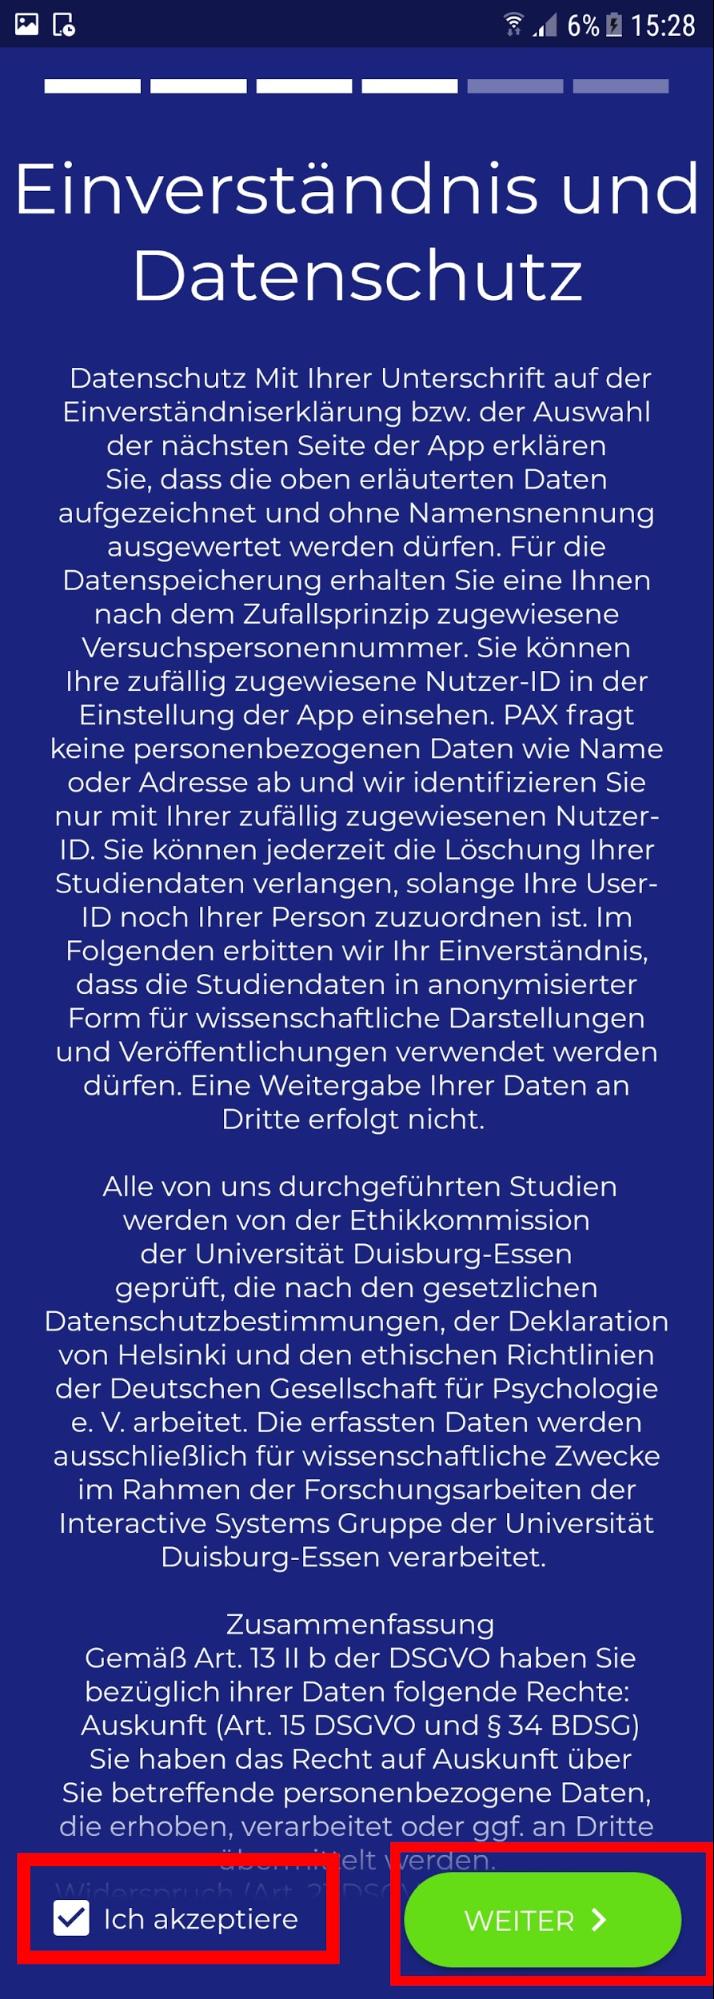 6% 15:28
Einverständnis und
Datenschutz
Datenschutz Mit Ihrer Unterschrift auf der
Einverständniserklärung bzw. der Auswahl
der nächsten Seite der App erklären
Sie, dass die oben erläuterten Daten
aufgezeichnet und ohne Namensnennung
ausgewertet werden dürfen. Für die
Datenspeicherung erhalten Sie eine Ihnen
nach dem Zufallsprinzip zugewiesene
Versuchspersonennummer. Sie können
Ihre zufällig zugewiesene Nutzer-ID in der
Einstellung der App einsehen. PAX fragt
keine personenbezogenen Daten wie Name
oder Adresse ab und wir identifizieren Sie
nur mit Ihrer zufällig zugewiesenen Nutzer-
ID. Sie können jederzeit die Löschung Ihrer
Studiendaten verlangen, solange Ihre User-
ID noch Ihrer Person zuzuordnen ist. Im
Folgenden erbitten wir Ihr Einverständnis,
dass die Studiendaten in anonymisierter
Form für wissenschaftliche Darstellungen
und Veröffentlichungen verwendet werden
dürfen. Eine Weitergabe Ihrer Daten an
Dritte erfolgt nicht.
Alle von uns durchgeführten Studien
werden von der Ethikkommission
der Universität Duisburg-Essen
geprüft, die nach den gesetzlichen
Datenschutzbestimmungen, der Deklaration
von Helsinki und den ethischen Richtlinien
der Deutschen Gesellschaft für Psychologie
e. V. arbeitet. Die erfassten Daten werden
ausschließlich für wissenschaftliche Zwecke
im Rahmen der Forschungsarbeiten der
Interactive Systems Gruppe der Universität
Duisburg-Essen verarbeitet.
Zusammenfassung
Gemäß Art. 13 II b der DSGVO haben Sie
bezüglich ihrer Daten folgende Rechte:
Auskunft (Art. 15 DSGVO und § 34 BDSG)
Sie haben das Recht auf Auskunft über
Sie betreffende personenbezogene Daten,
die erhoben, verarbeitet oder ggf. an Dritte
übermittelt werden.
Widerspruch (Art. 21
Ich akzeptiere
WEITER